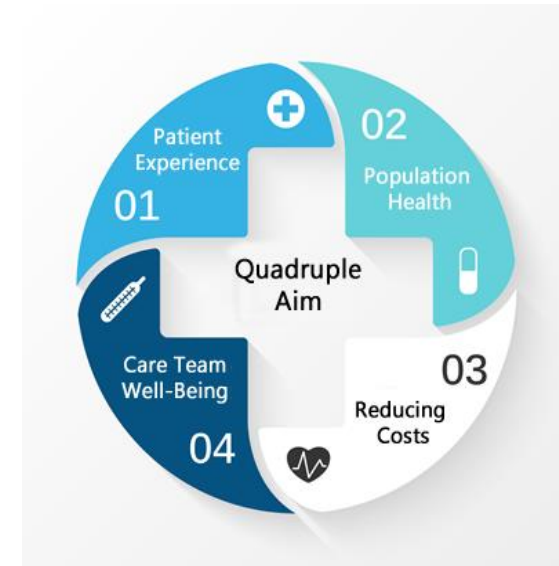 Patient
Experience
01
02
Population
Health
Quadruple
Aim
03
Reducing
Costs
Care Team
Well-Being
04